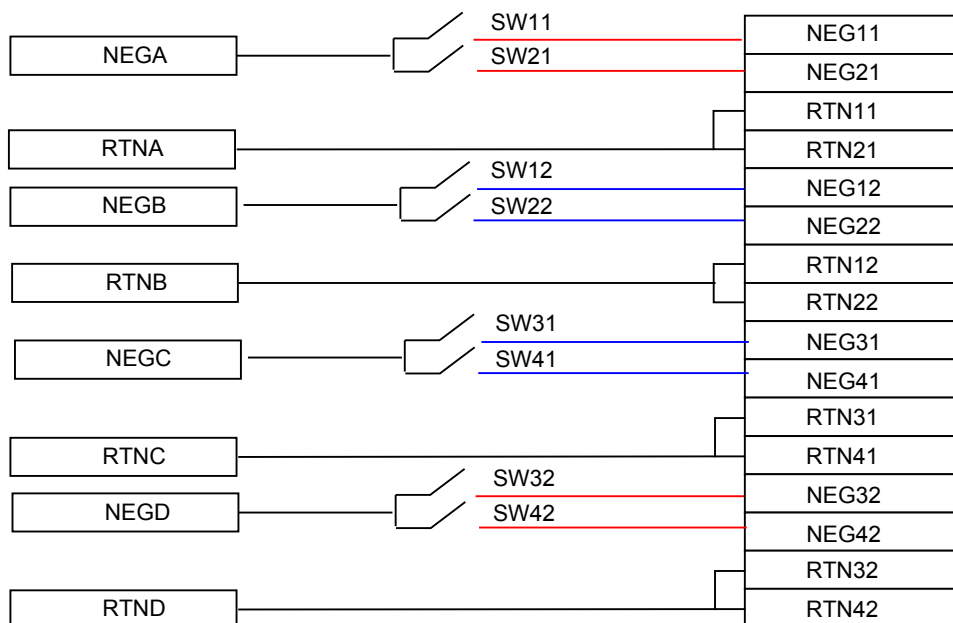 NEGA
SW11
SW21
NEG11
NEG21
RTN11
RTNA
RTN21
SW12
NEG12
NEGB
SW22
NEG22
RTN12
RTNB
RTN22
SW31
NEG31
NEGC
SW41
NEG41
RTN31
RTNC
RTN41
SW32
NEG32
NEGD
SW42
NEG42
RTN32
RTND
RTN42